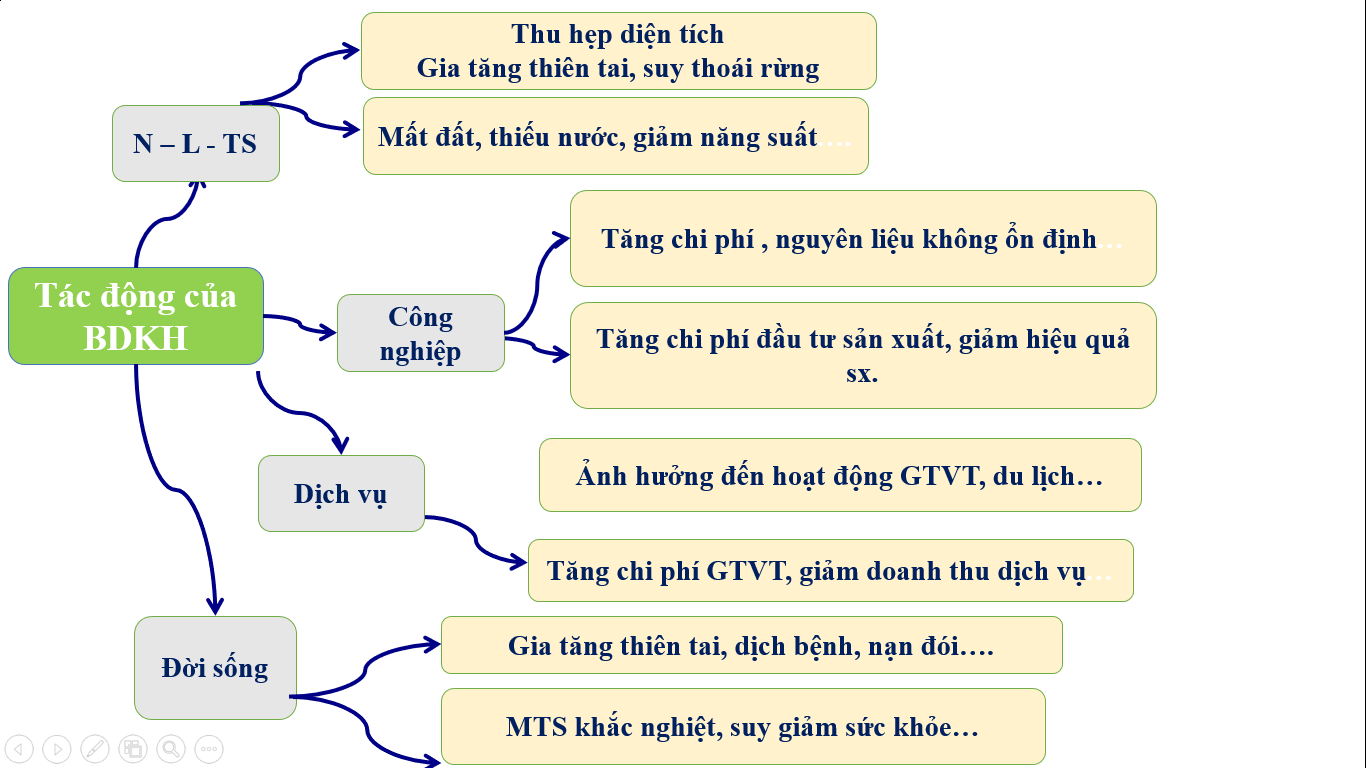 Thu hẹp diện tích
Gia tăng thiên tai, suy thoái rừng
N – L - TS
Mất đất, thiếu nước, giảm năng suất….
Tăng chi phí , nguyên liệu không ổn định…
Tác động của
BDKH
Công
nghiệp
Tăng chi phí đầu tư sản xuất, giảm hiệu quả
sx.
Ảnh hưởng đến hoạt động GTVT, du lịch…
Dịch vụ
Tăng chi phí GTVT, giảm doanh thu dịch vụ…
Gia tăng thiên tai, dịch bệnh, nạn đói….
Đời sống
MTS khắc nghiệt, suy giảm sức khỏe…